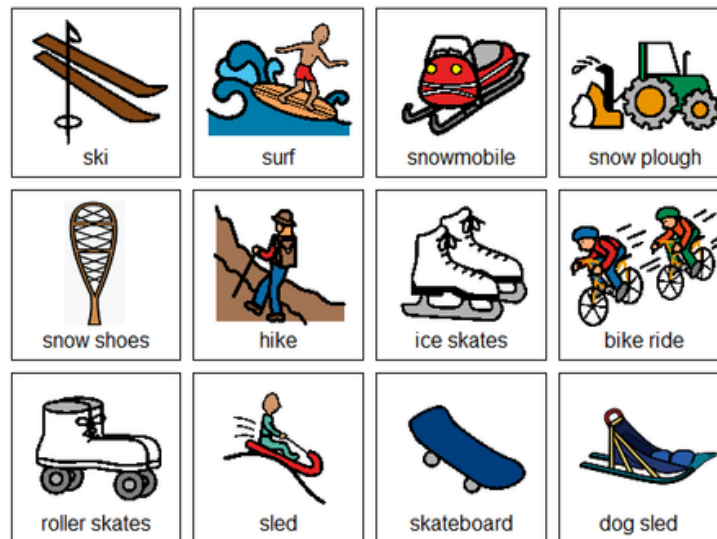 ski
surf
snowmobile
snow plough
snow shoes
hike
ice skates
bike ride
roller skates
sled
skateboard
dog sled